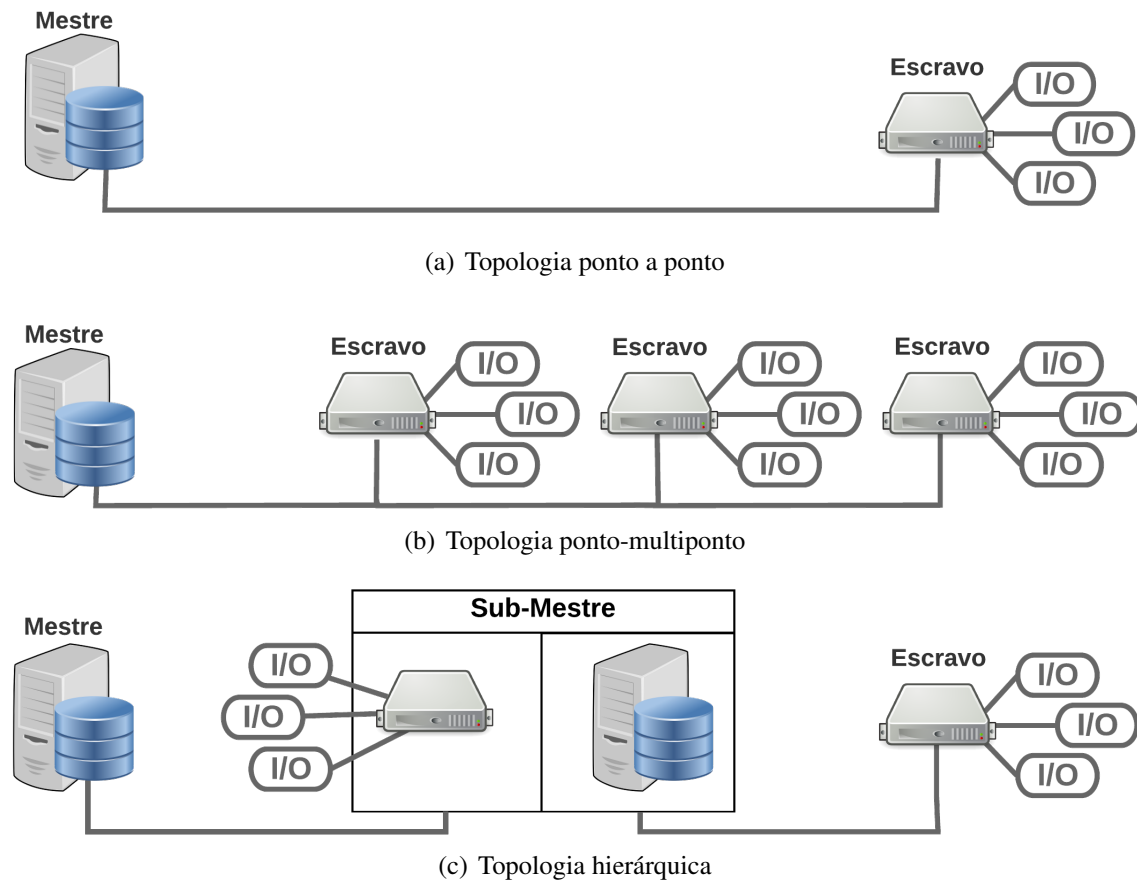 Mestre
Escravo
I/O
I/O
I/O
(a) Topologia ponto a ponto
Mestre
Escravo
I/O
I/O
I/O
Escravo
I/O
I/O
I/O
Escravo
I/O
I/O
I/O
(b) Topologia ponto-multiponto
Mestre
Sub-Mestre
I/O
I/O
I/O
Escravo
I/O
I/O
I/O
(c) Topologia hierárquica